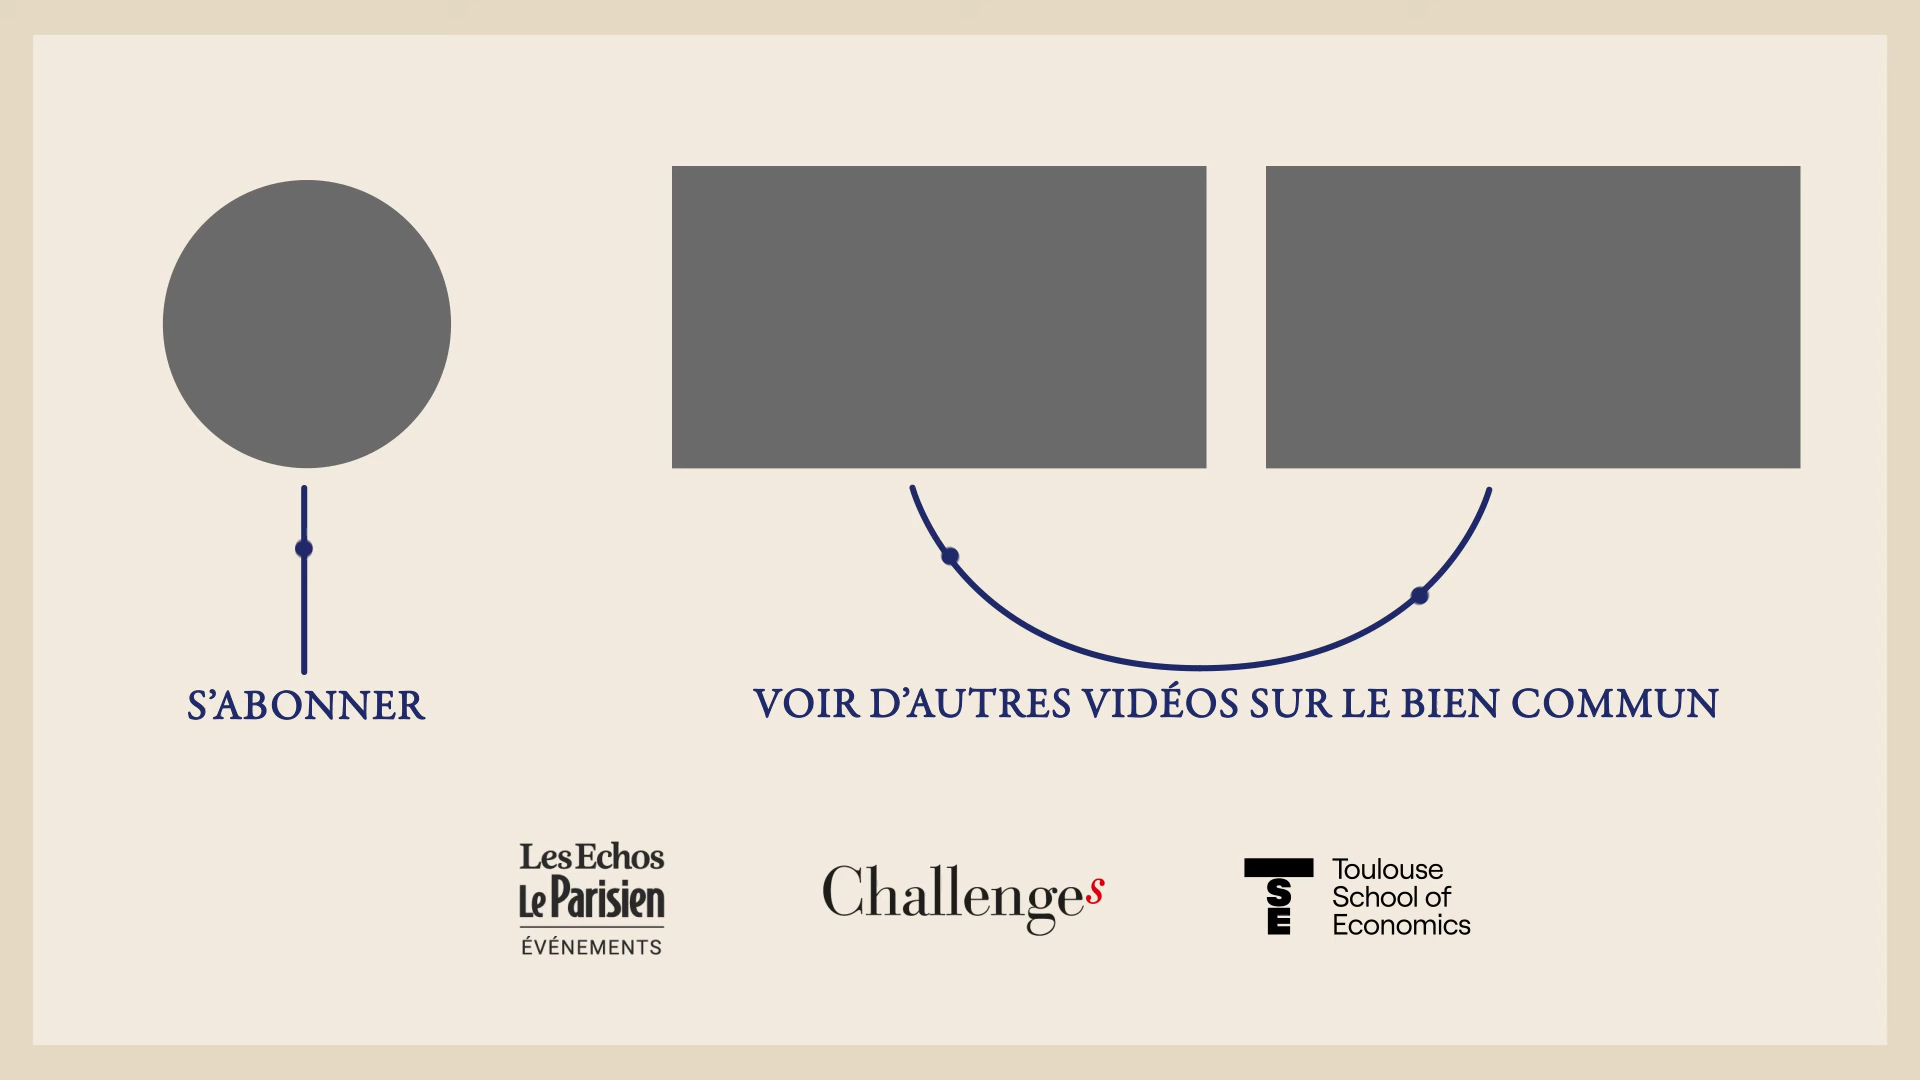 S’ABONNER
VOIR D’AUTRES VIDÉOS SUR LE BIEN COMMUN
Les Echos
Le Parisien
ÉVÉNEMENTS
Challenges
TSE
Toulouse
School of
Economics